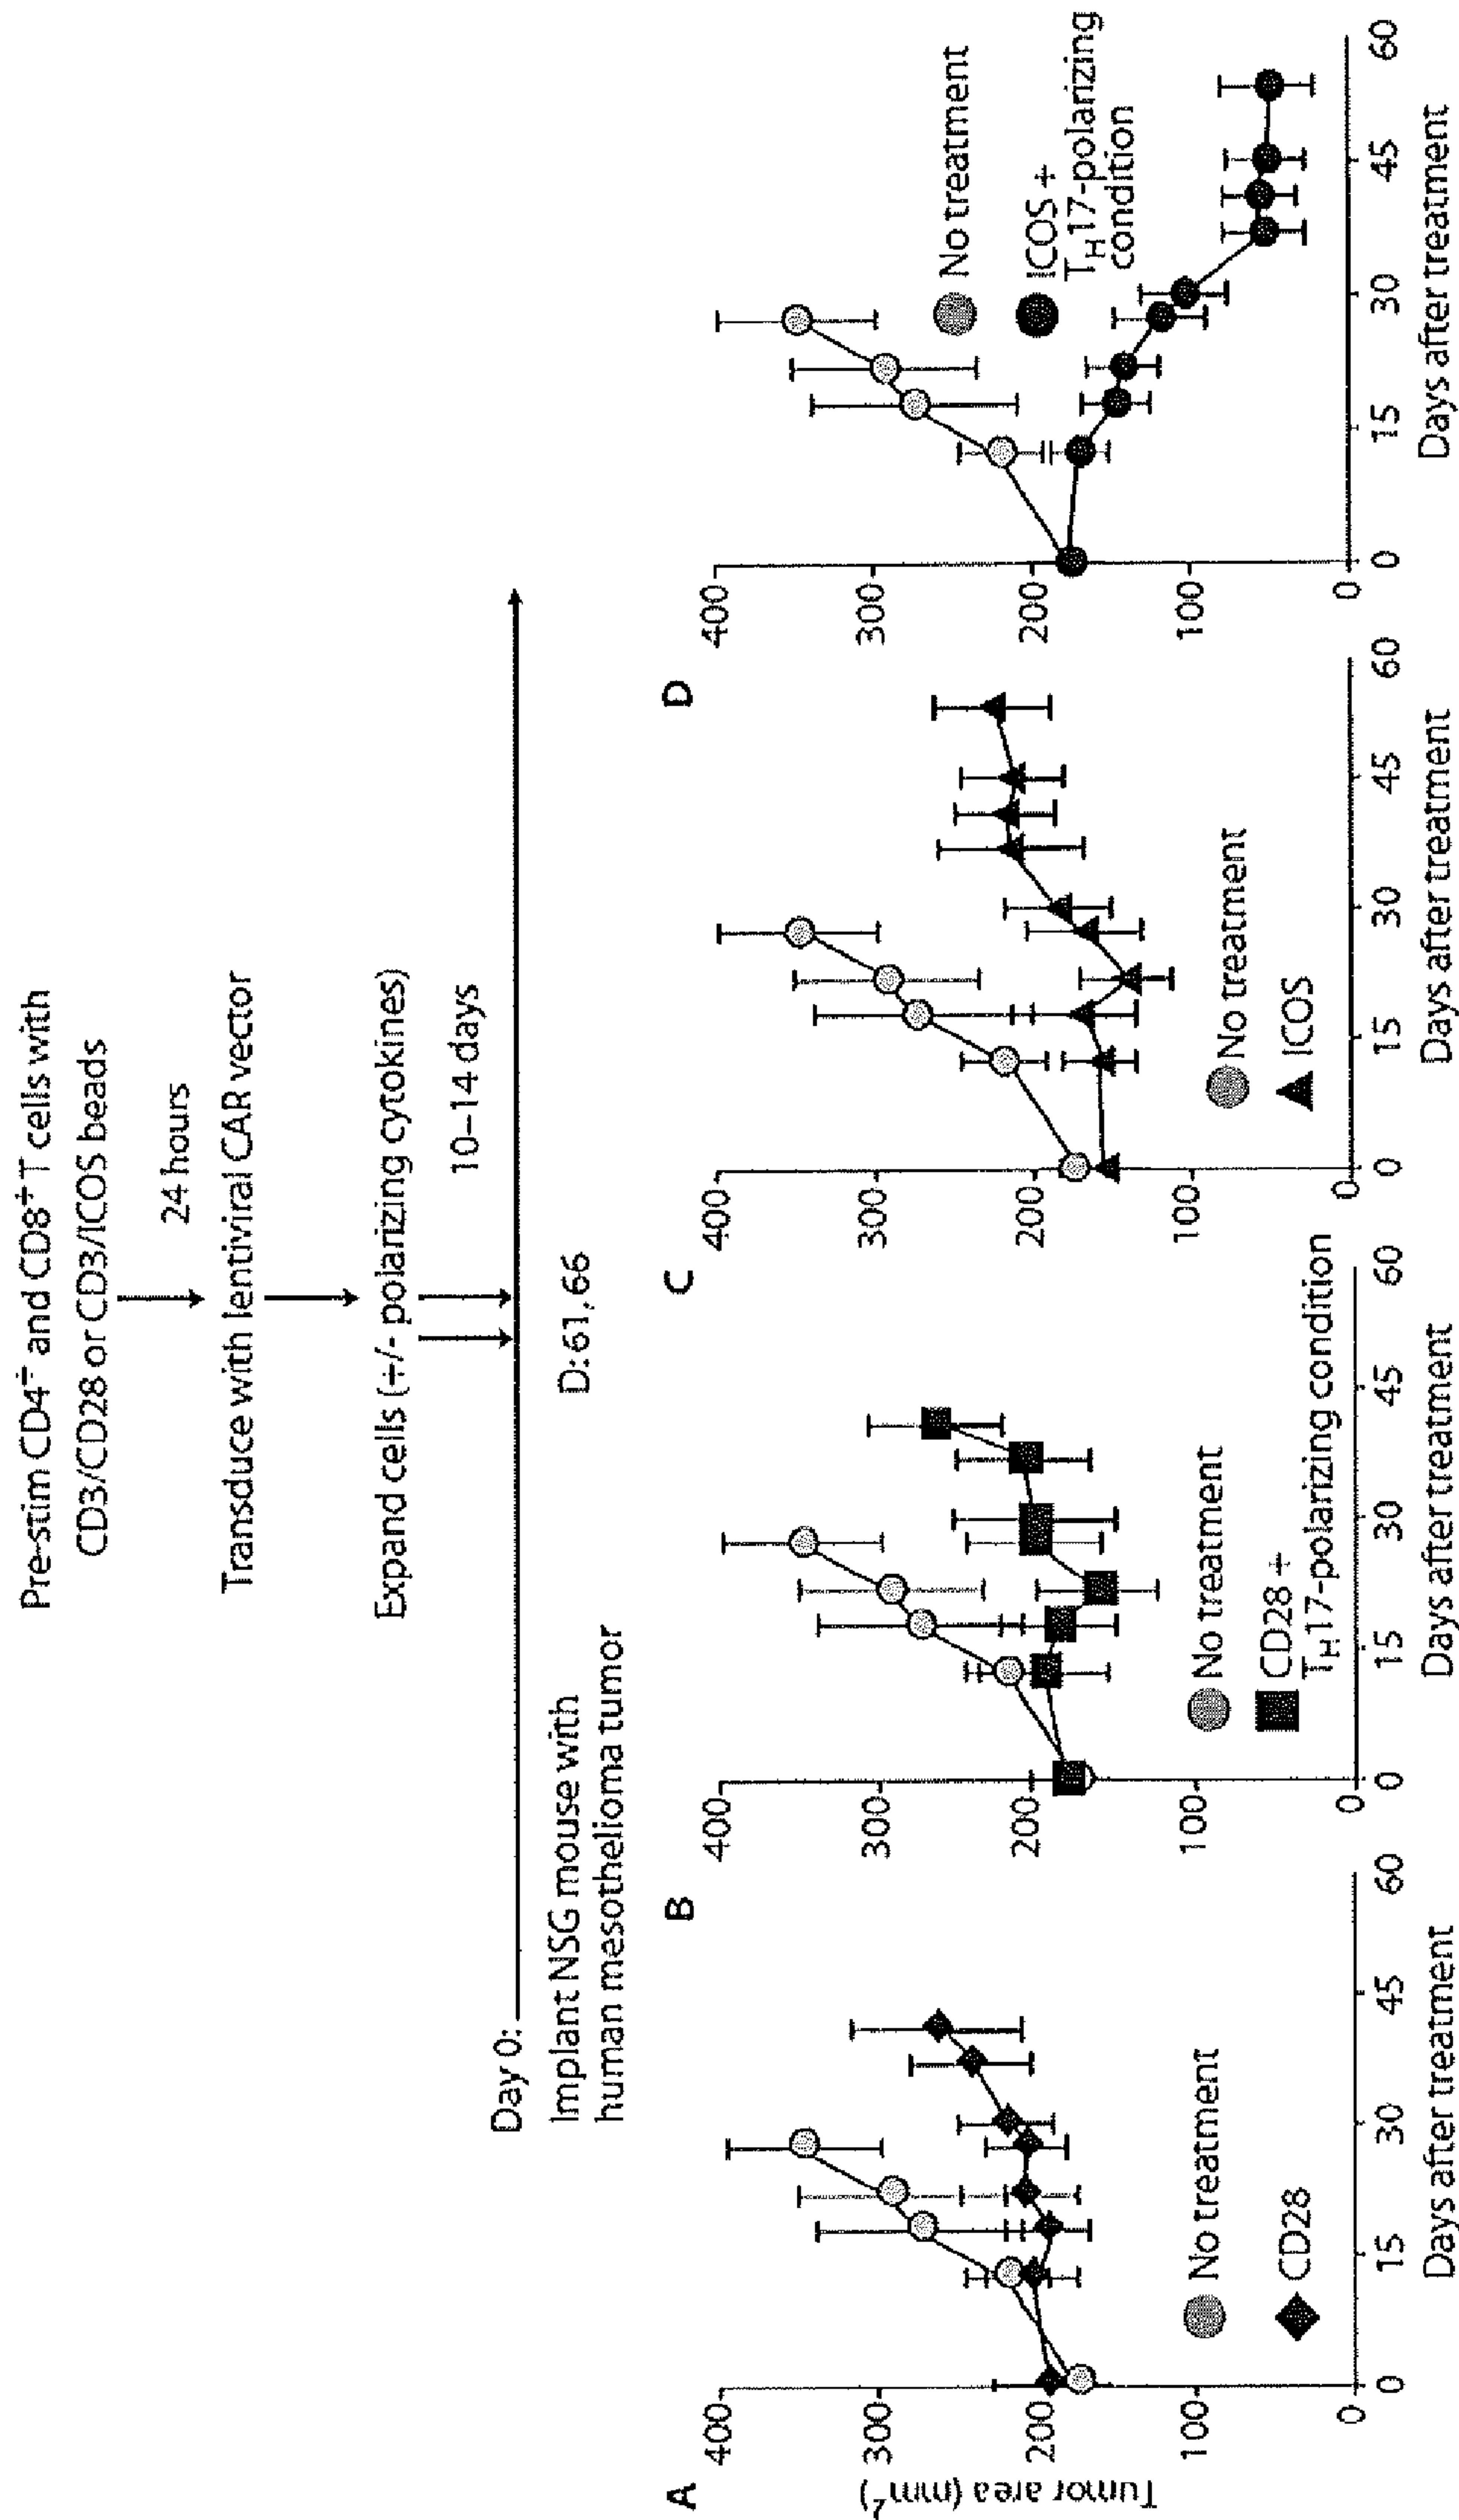 Pre-stim CD4⁺ and CD8⁺ T cells with
CD3/CD28 or CD3/ICOS beads
24 hours
Transduce with lentiviral CAR vector
Expand cells (+/- polarizing cytokines)
10–14 days
Day 0:
D: 61, 66
Implant NSG mouse with
human mesothelioma tumor
A
Tumor area (mm²)
400
300
200
100
0
No treatment
CD28
0 15 30 45 60
Days after treatment
B
400
300
200
100
0
No treatment
CD28 +
TH17-polarizing condition
0 15 30 45 60
Days after treatment
C
400
300
200
100
0
No treatment
ICOS
0 15 30 45 60
Days after treatment
D
400
300
200
100
0
No treatment
ICOS +
TH17-polarizing
condition
0 15 30 45 60
Days after treatment